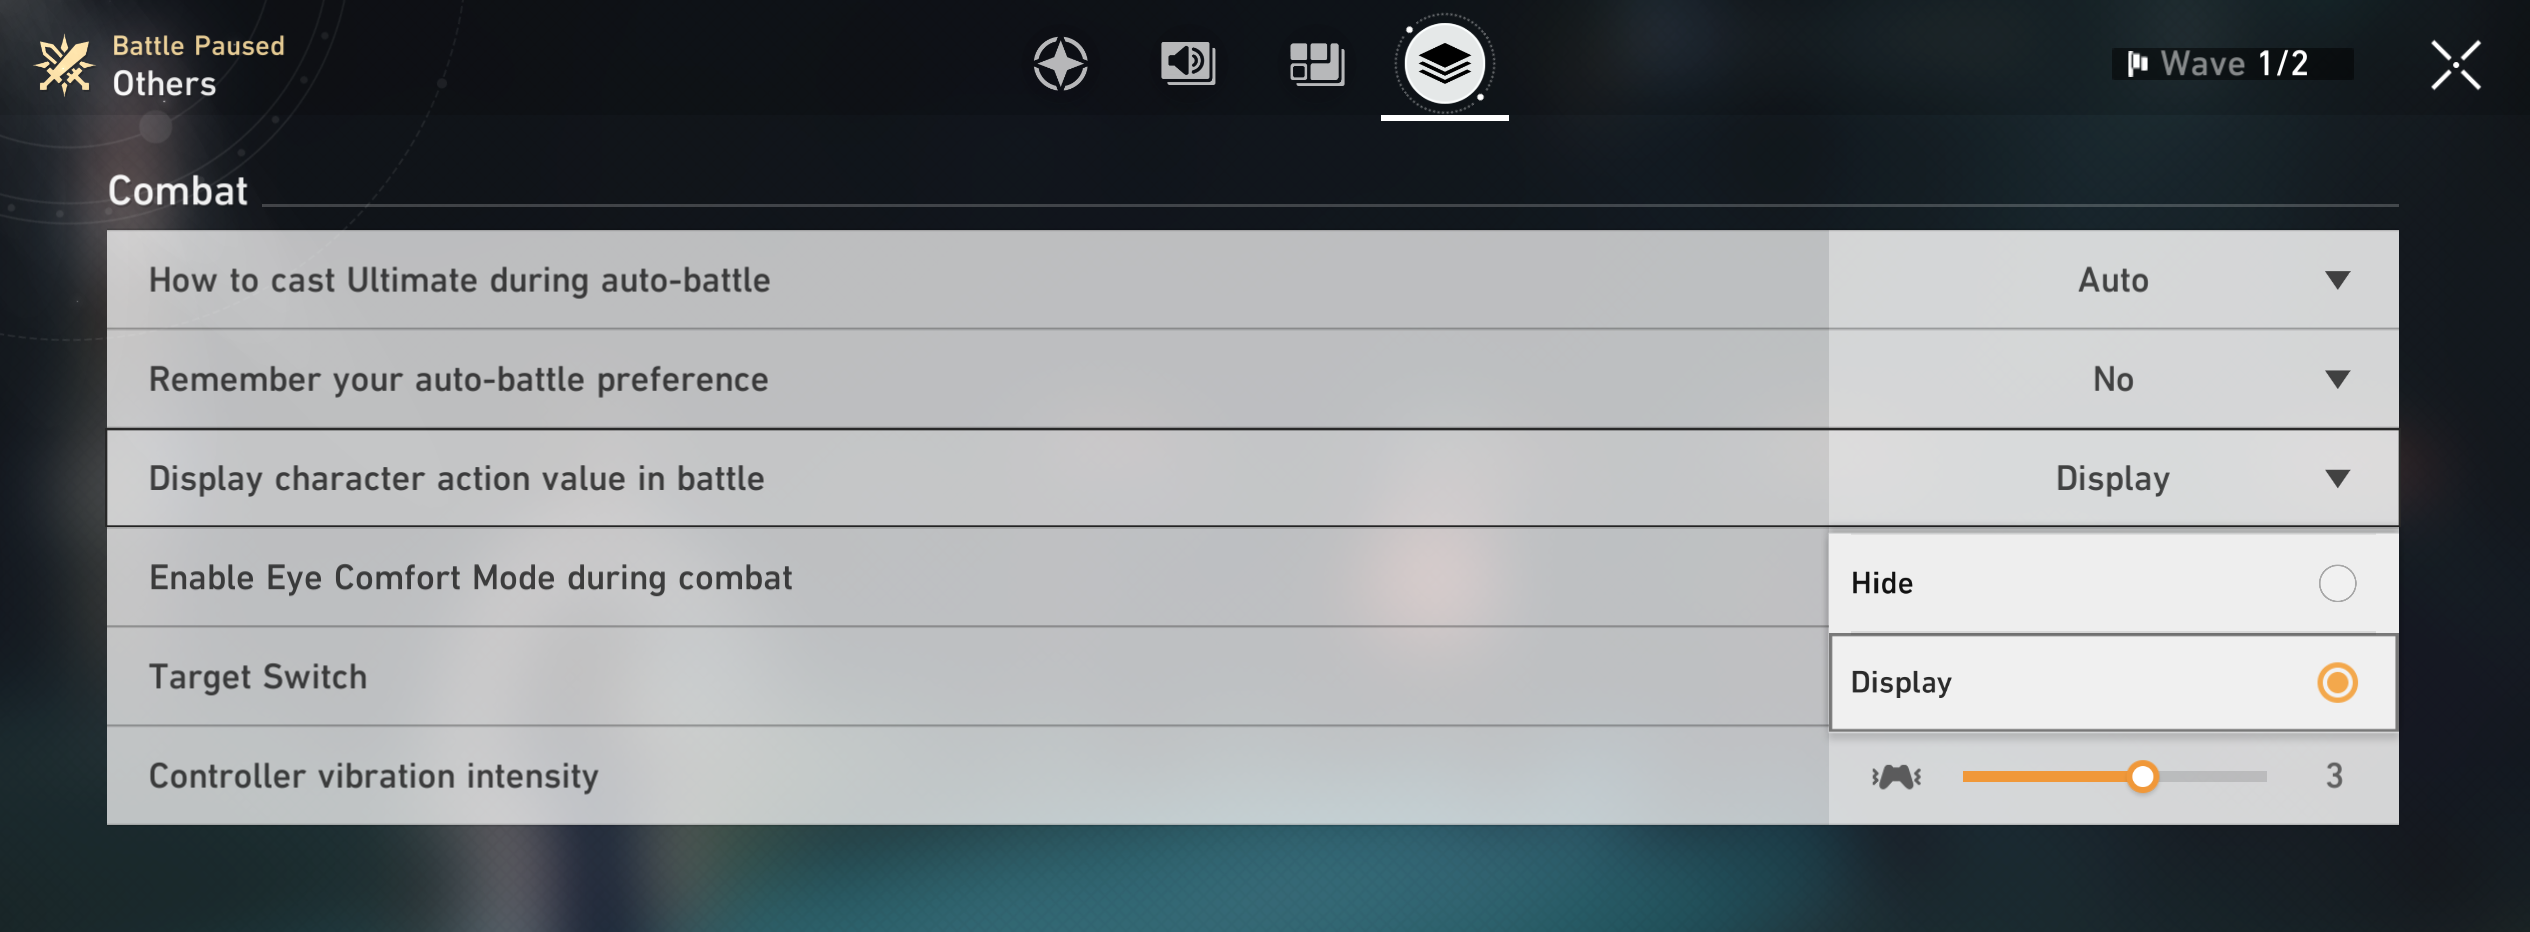 Battle Paused
Others
Wave 1/2
Combat
How to cast Ultimate during auto-battle
Auto
Remember your auto-battle preference
No
Display character action value in battle
Display
Enable Eye Comfort Mode during combat
Hide
Target Switch
Display
Controller vibration intensity
3